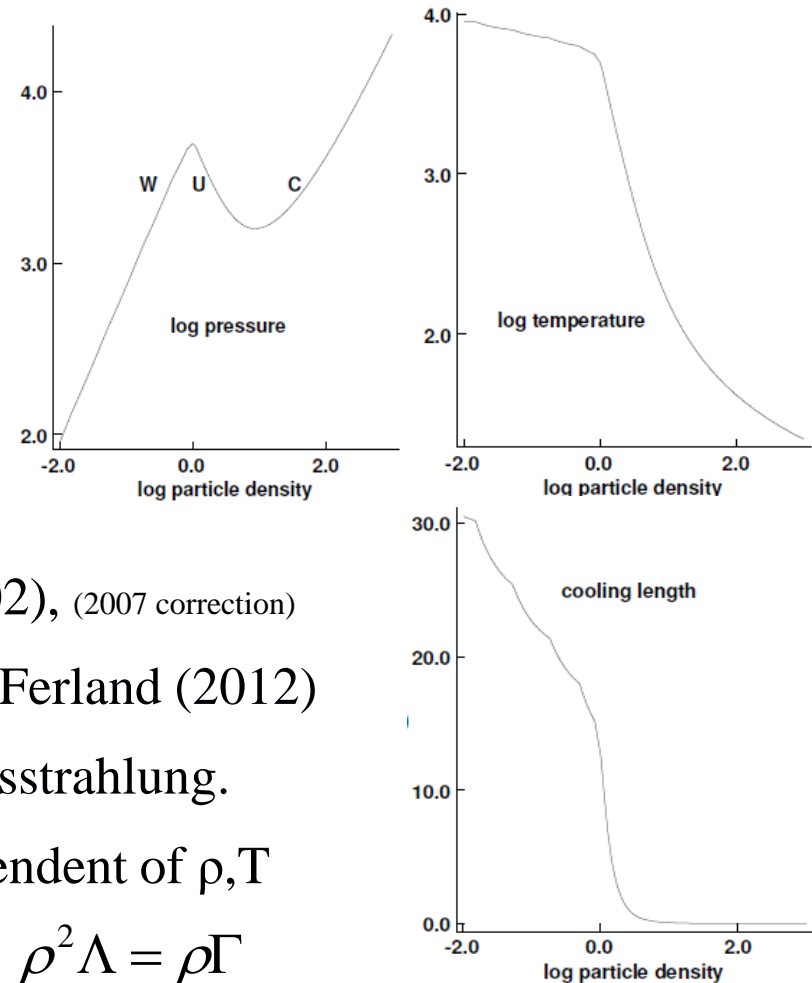 4.0
3.0
2.0
W U C
log pressure
-2.0 0.0 2.0
log particle density
4.0
3.0
2.0
log temperature
-2.0 0.0 2.0
log particle density
30.0
20.0
10.0
0.0
cooling length
-2.0 0.0 2.0
log particle density
02), (2007 correction)
Ferland (2012)
sstrahlung.
endent of ρ,T
ρ²Λ = ρΓ